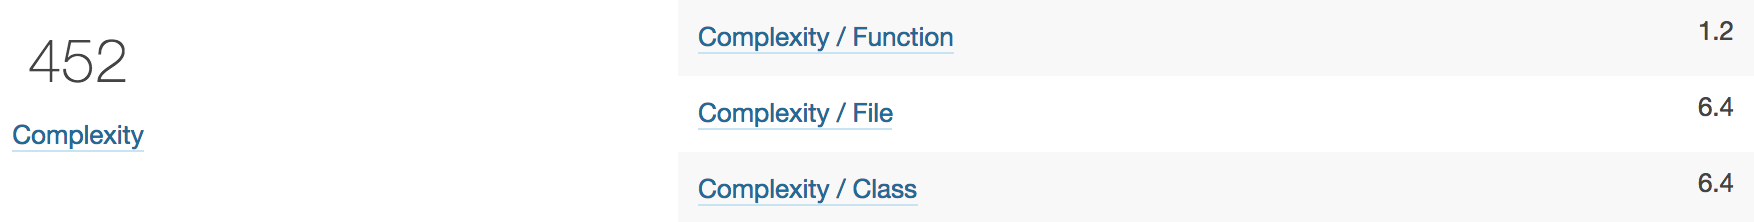 452
Complexity
Complexity / Function 1.2
Complexity / File 6.4
Complexity / Class 6.4